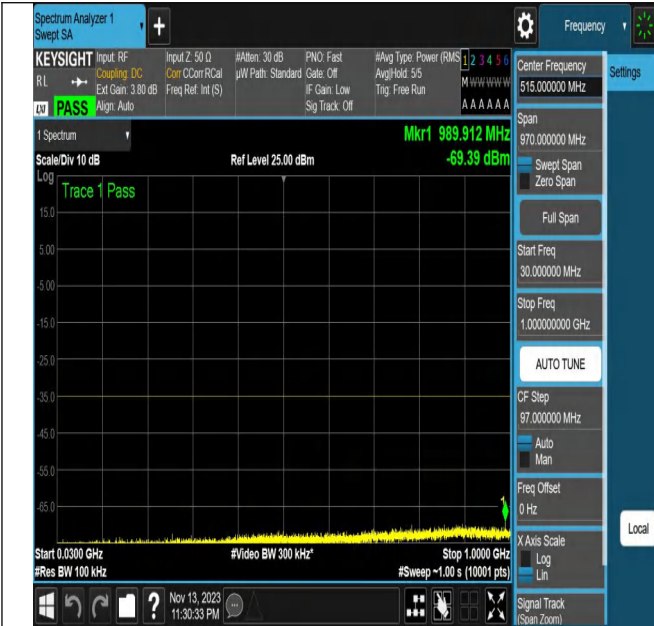 Spectrum Analyzer 1
Swept SA
+
Frequency
KEYSIGHT
RL
PASS
Input: RF
Coupling: DC
Ext Gain: 3.80 dB
Align: Auto
Input Z: 50 Ω
Corr CCorr RCal
Freq Ref: Int (S)
#Atten: 30 dB
µW Path: Standard
PNO: Fast
Gate: Off
IF Gain: Low
Sig Track: Off
#Avg Type: Power (RMS
Avg|Hold: 5/5
Trig: Free Run
1 2 3 4 5 6
M W W W W W
A A A A A A
1 Spectrum
Scale/Div 10 dB
Log
Ref Level 25.00 dBm
Mkr1 989.912 MHz
-69.39 dBm
Trace 1 Pass
15.0
5.00
-5.00
-15.0
-25.0
-35.0
-45.0
-55.0
-65.0
1
Start 0.0300 GHz
#Res BW 100 kHz
#Video BW 300 kHz*
Stop 1.0000 GHz
#Sweep ~1.00 s (10001 pts)
Nov 13, 2023
11:30:33 PM
?
Center Frequency
515.000000 MHz
Span
970.000000 MHz
Swept Span
Zero Span
Full Span
Start Freq
30.000000 MHz
Stop Freq
1.000000000 GHz
AUTO TUNE
CF Step
97.000000 MHz
Auto
Man
Freq Offset
0 Hz
X Axis Scale
Log
Lin
Signal Track
(Span Zoom)
Settings
Local